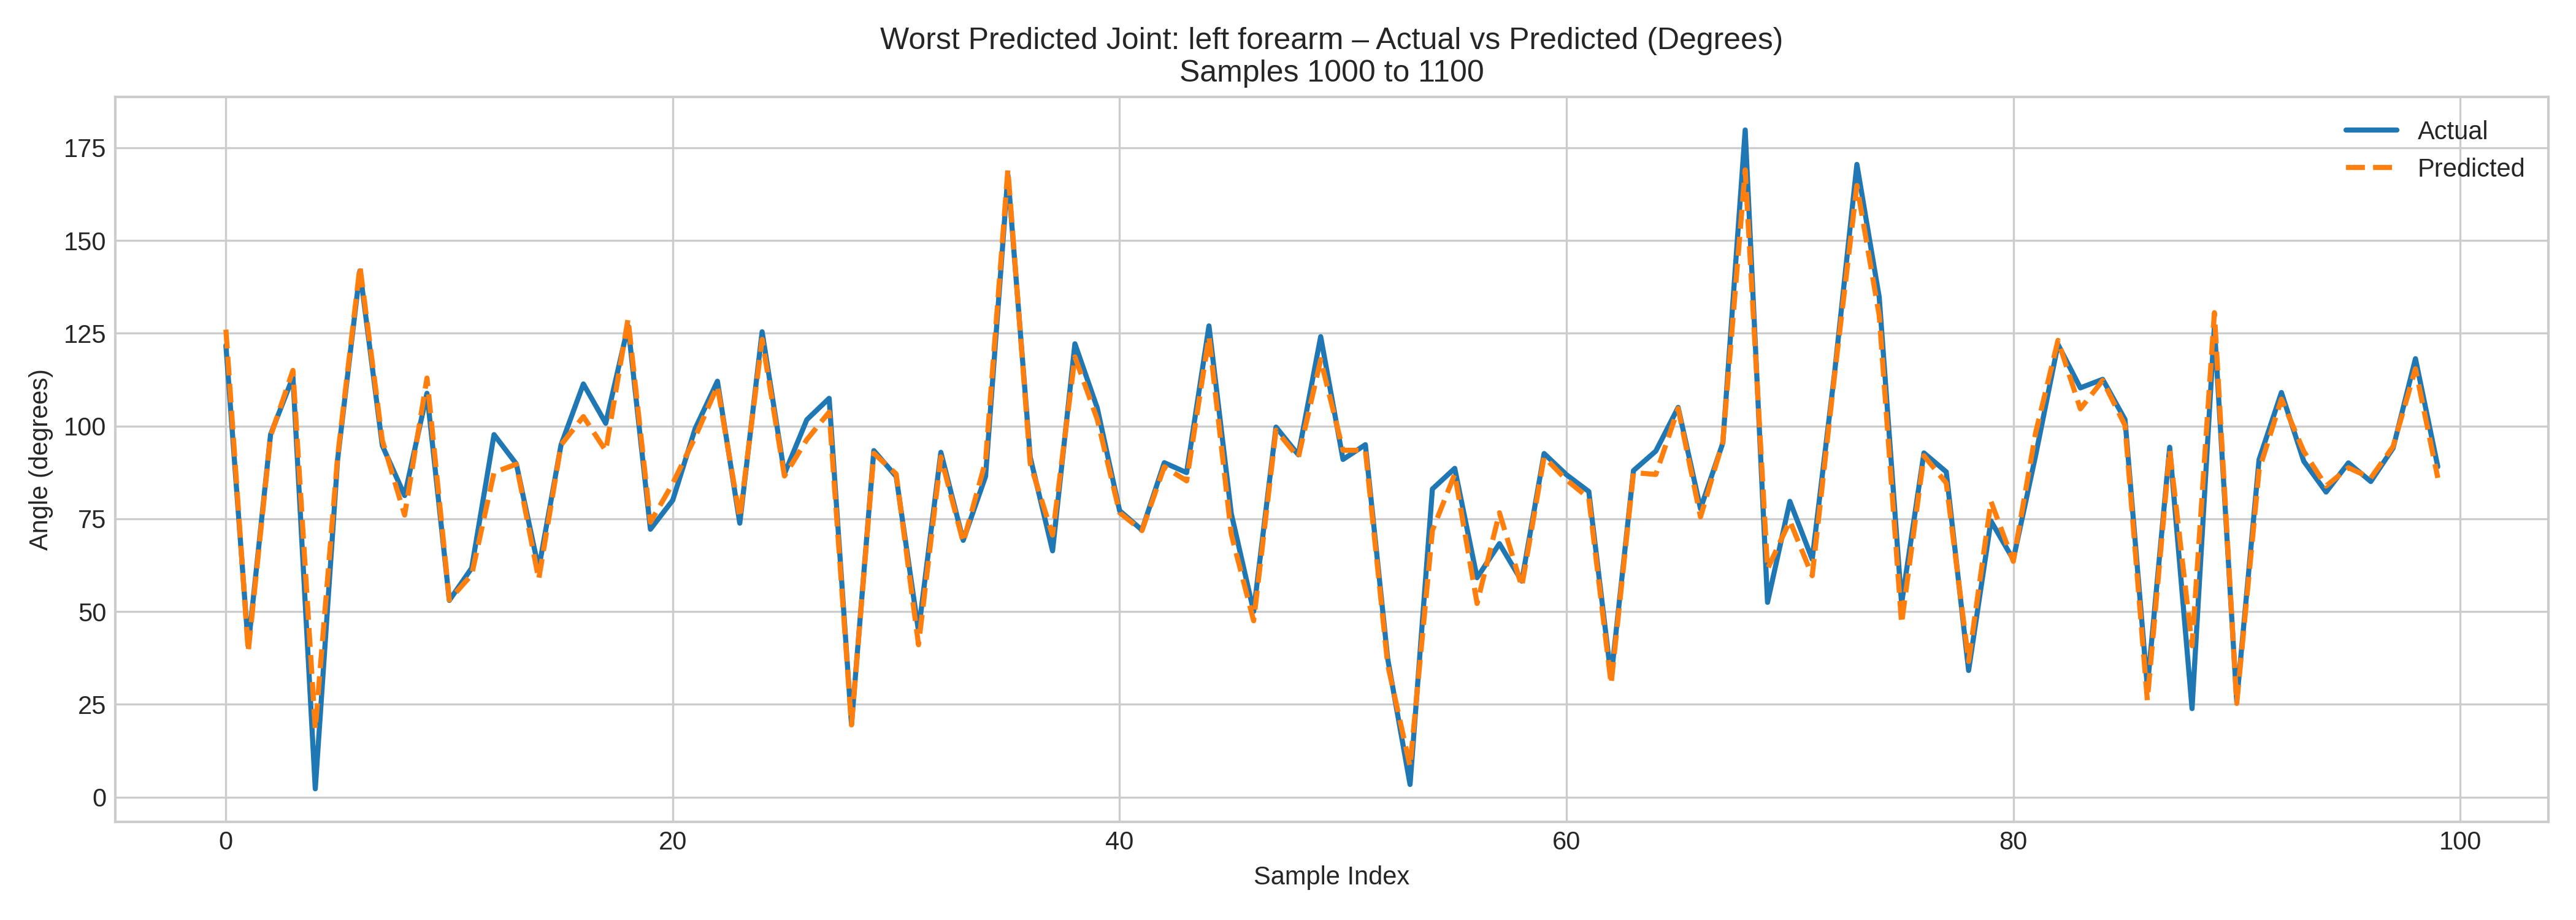 Worst Predicted Joint: left forearm – Actual vs Predicted (Degrees)
Samples 1000 to 1100
Actual
Predicted
Angle (degrees)
175
150
125
100
75
50
25
0
0 20 40 60 80 100
Sample Index